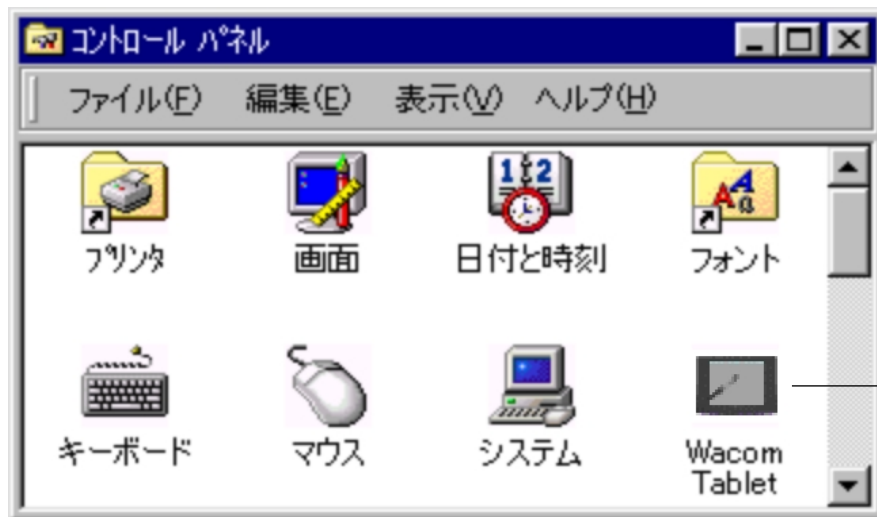 コントロール パネル
ファイル(F) 編集(E) 表示(V) ヘルプ(H)
プリンタ 画面 日付と時刻 フォント
キーボード マウス システム Wacom
Tablet